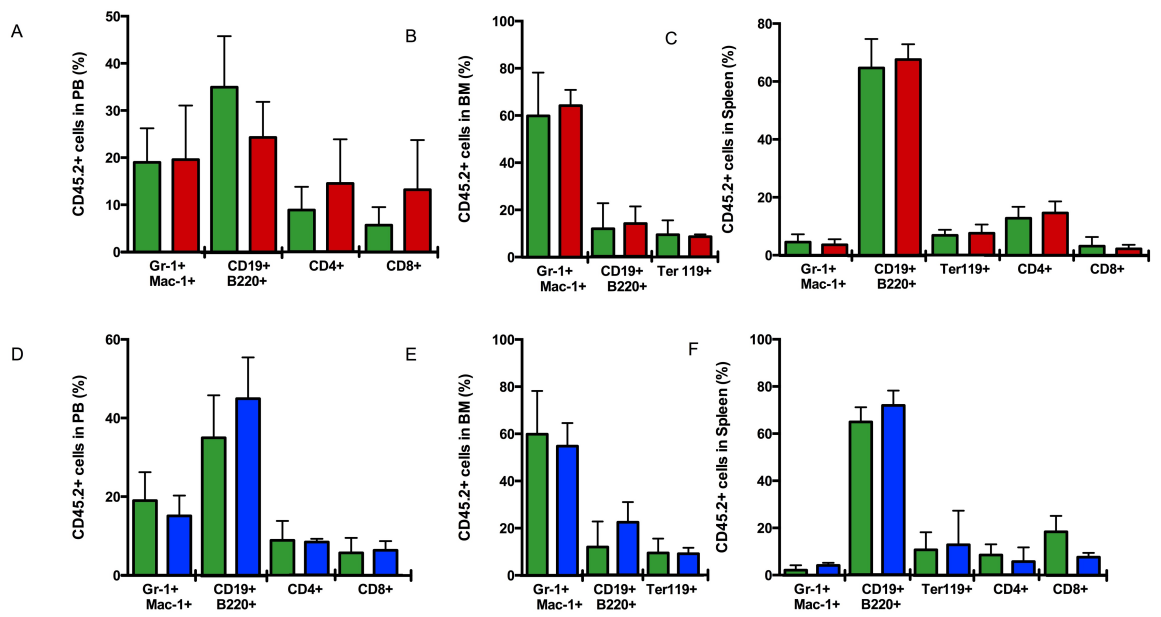 A
CD45.2+ cells in PB (%)
50
40
30
20
10
0
Gr-1+ CD19+ CD4+ CD8+
Mac-1+ B220+
B
CD45.2+ cells in BM (%)
100
80
60
40
20
0
Gr-1+ CD19+ Ter 119+
Mac-1+ B220+
C
CD45.2+ cells in Spleen (%)
80
60
40
20
0
Gr-1+ CD19+ Ter119+ CD4+ CD8+
Mac-1+ B220+
D
CD45.2+ cells in PB (%)
60
40
20
0
Gr-1+ CD19+ CD4+ CD8+
Mac-1+ B220+
E
CD45.2+ cells in BM (%)
100
80
60
40
20
0
Gr-1+ CD19+ Ter119+
Mac-1+ B220+
F
CD45.2+ cells in Spleen (%)
100
80
60
40
20
0
Gr-1+ CD19+ Ter119+ CD4+ CD8+
Mac-1+ B220+